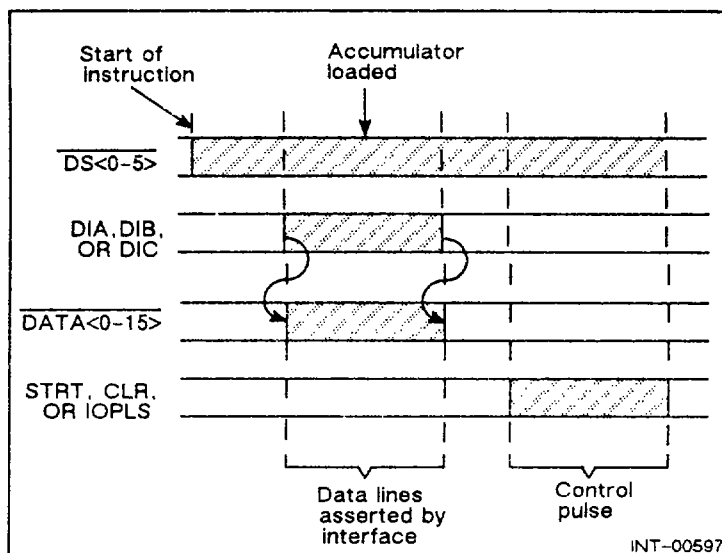 Start of
instruction
Accumulator
loaded
DS<0-5>
DIA, DIB,
OR DIC
DATA<0-15>
STRT, CLR,
OR IOPLS
Data lines
asserted by
interface
Control
pulse
INT-00597